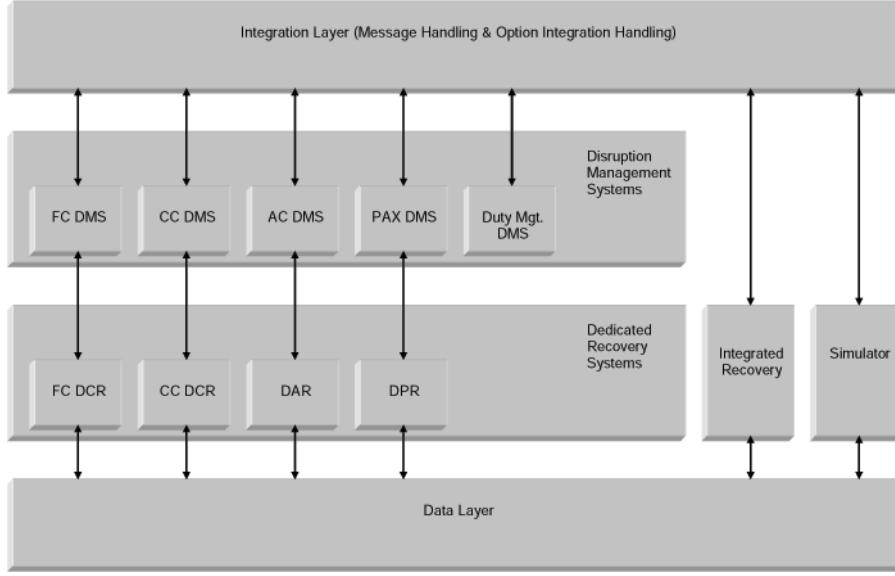 Integration Layer (Message Handling & Option Integration Handling)
Disruption
Management
Systems
FC DMS
CC DMS
AC DMS
PAX DMS
Duty Mgt.
DMS
Dedicated
Recovery
Systems
Integrated
Recovery
Simulator
FC DCR
CC DCR
DAR
DPR
Data Layer